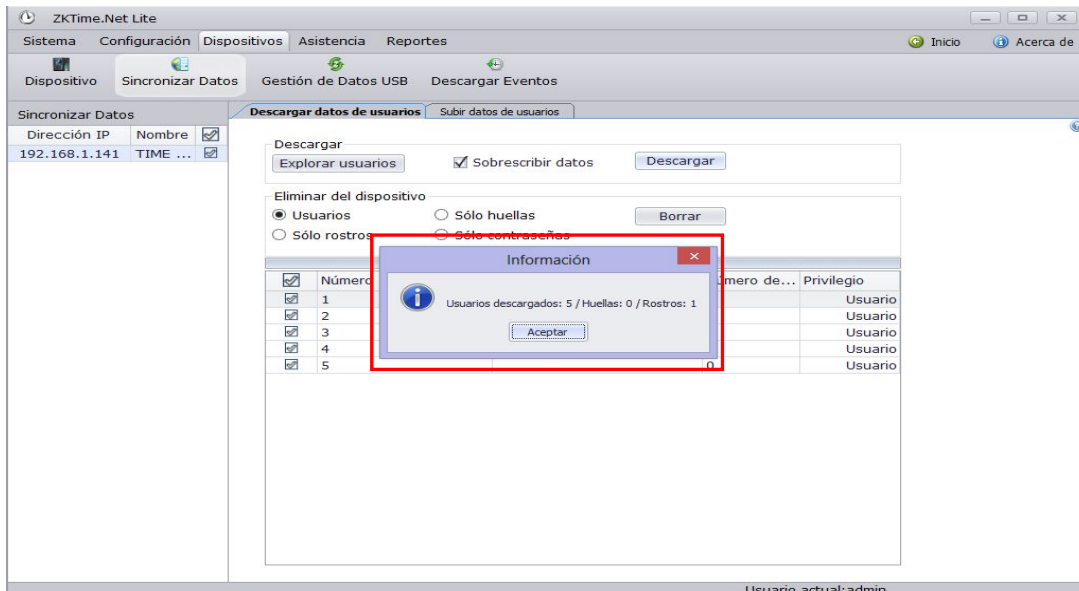 ZKTime.Net Lite
Sistema Configuración Dispositivos Asistencia Reportes Inicio Acerca de
Dispositivo Sincronizar Datos Gestión de Datos USB Descargar Eventos
Sincronizar Datos
Descargar datos de usuarios Subir datos de usuarios
Dirección IP Nombre
192.168.1.141 TIME ...
Descargar
Explorar usuarios Sobrescribir datos Descargar
Eliminar del dispositivo
Usuarios Sólo huellas Borrar
Sólo rostros Sólo contraseñas
Información
Número úmero de... Privilegio
1 Usuario
Usuarios descargados: 5 / Huellas: 0 / Rostros: 1
2 Usuario
3 Aceptar Usuario
4 Usuario
5 0 Usuario
Usuario actual:admin